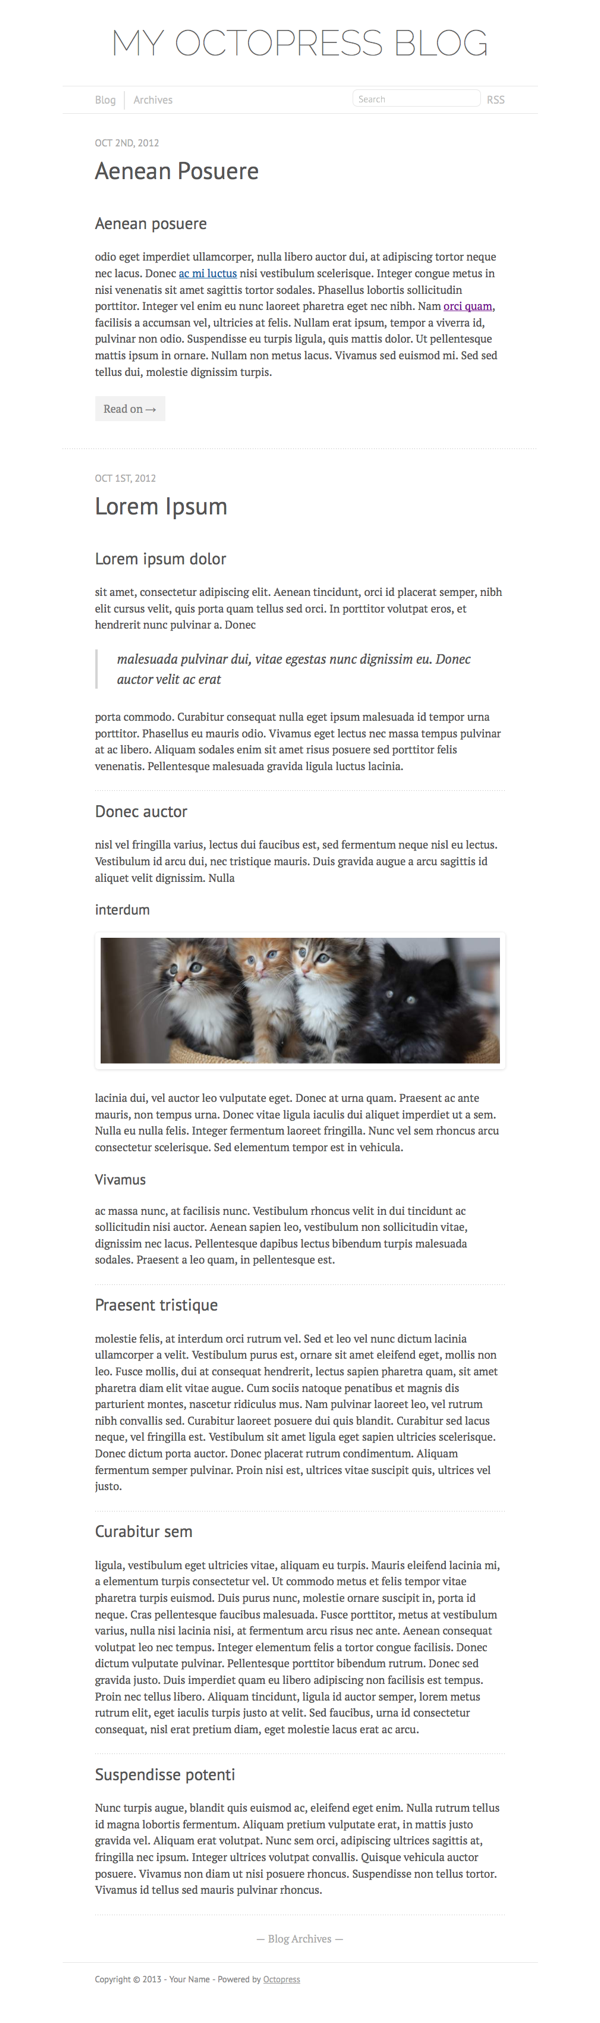 MY OCTOPRESS BLOG
Blog
Archives
Search
RSS
OCT 2ND, 2012
Aenean Posuere
Aenean posuere
odio eget imperdiet ullamcorper, nulla libero auctor dui, at adipiscing tortor neque
nec lacus. Donec ac mi luctus nisi vestibulum scelerisque. Integer congue metus in
nisi venenatis sit amet sagittis tortor sodales. Phasellus lobortis sollicitudin
porttitor. Integer vel enim eu nunc laoreet pharetra eget nec nibh. Nam orci quam,
facilisis a accumsan vel, ultricies at felis. Nullam erat ipsum, tempor a viverra id,
pulvinar non odio. Suspendisse eu turpis ligula, quis mattis dolor. Ut pellentesque
mattis ipsum in ornare. Nullam non metus lacus. Vivamus sed euismod mi. Sed sed
tellus dui, molestie dignissim turpis.
Read on →
OCT 1ST, 2012
Lorem Ipsum
Lorem ipsum dolor
sit amet, consectetur adipiscing elit. Aenean tincidunt, orci id placerat semper, nibh
elit cursus velit, quis porta quam tellus sed orci. In porttitor volutpat eros, et
hendrerit nunc pulvinar a. Donec
malesuada pulvinar dui, vitae egestas nunc dignissim eu. Donec
auctor velit ac erat
porta commodo. Curabitur consequat nulla eget ipsum malesuada id tempor urna
porttitor. Phasellus eu mauris odio. Vivamus eget lectus nec massa tempus pulvinar
at ac libero. Aliquam sodales enim sit amet risus posuere sed porttitor felis
venenatis. Pellentesque malesuada gravida ligula luctus lacinia.
Donec auctor
nisl vel fringilla varius, lectus dui faucibus est, sed fermentum neque nisl eu lectus.
Vestibulum id arcu dui, nec tristique mauris. Duis gravida augue a arcu sagittis id
aliquet velit dignissim. Nulla
interdum
lacinia dui, vel auctor leo vulputate eget. Donec at urna quam. Praesent ac ante
mauris, non tempus urna. Donec vitae ligula iaculis dui aliquet imperdiet ut a sem.
Nulla eu nulla felis. Integer fermentum laoreet fringilla. Nunc vel sem rhoncus arcu
consectetur scelerisque. Sed elementum tempor est in vehicula.
Vivamus
ac massa nunc, at facilisis nunc. Vestibulum rhoncus velit in dui tincidunt ac
sollicitudin nisi auctor. Aenean sapien leo, vestibulum non sollicitudin vitae,
dignissim nec lacus. Pellentesque dapibus lectus bibendum turpis malesuada
sodales. Praesent a leo quam, in pellentesque est.
Praesent tristique
molestie felis, at interdum orci rutrum vel. Sed et leo vel nunc dictum lacinia
ullamcorper a velit. Vestibulum purus est, ornare sit amet eleifend eget, mollis non
leo. Fusce mollis, dui at consequat hendrerit, lectus sapien pharetra quam, sit amet
pharetra diam elit vitae augue. Cum sociis natoque penatibus et magnis dis
parturient montes, nascetur ridiculus mus. Nam pulvinar laoreet leo, vel rutrum
nibh convallis sed. Curabitur laoreet posuere dui quis blandit. Curabitur sed lacus
neque, vel fringilla est. Vestibulum sit amet ligula eget sapien ultricies scelerisque.
Donec dictum porta auctor. Donec placerat rutrum condimentum. Aliquam
fermentum semper pulvinar. Proin nisi est, ultrices vitae suscipit quis, ultrices vel
justo.
Curabitur sem
ligula, vestibulum eget ultricies vitae, aliquam eu turpis. Mauris eleifend lacinia mi,
a elementum turpis consectetur vel. Ut commodo metus et felis tempor vitae
pharetra turpis euismod. Duis purus nunc, molestie ornare suscipit in, porta id
neque. Cras pellentesque faucibus malesuada. Fusce porttitor, metus at vestibulum
varius, nulla nisi lacinia nisi, at fermentum arcu risus nec ante. Aenean consequat
volutpat leo nec tempus. Integer elementum felis a tortor congue facilisis. Donec
dictum vulputate pulvinar. Pellentesque porttitor bibendum rutrum. Donec sed
gravida justo. Duis imperdiet quam eu libero adipiscing non facilisis est tempus.
Proin nec tellus libero. Aliquam tincidunt, ligula id auctor semper, lorem metus
rutrum elit, eget iaculis turpis justo at velit. Sed faucibus, urna id consectetur
consequat, nisl erat pretium diam, eget molestie lacus erat ac arcu.
Suspendisse potenti
Nunc turpis augue, blandit quis euismod ac, eleifend eget enim. Nulla rutrum tellus
id magna lobortis fermentum. Aliquam pretium vulputate erat, in mattis justo
gravida vel. Aliquam erat volutpat. Nunc sem orci, adipiscing ultrices sagittis at,
fringilla nec ipsum. Integer ultrices volutpat convallis. Quisque vehicula auctor
posuere. Vivamus non diam ut nisi posuere rhoncus. Suspendisse non tellus tortor.
Vivamus id tellus sed mauris pulvinar rhoncus.
— Blog Archives —
Copyright © 2013 - Your Name - Powered by Octopress